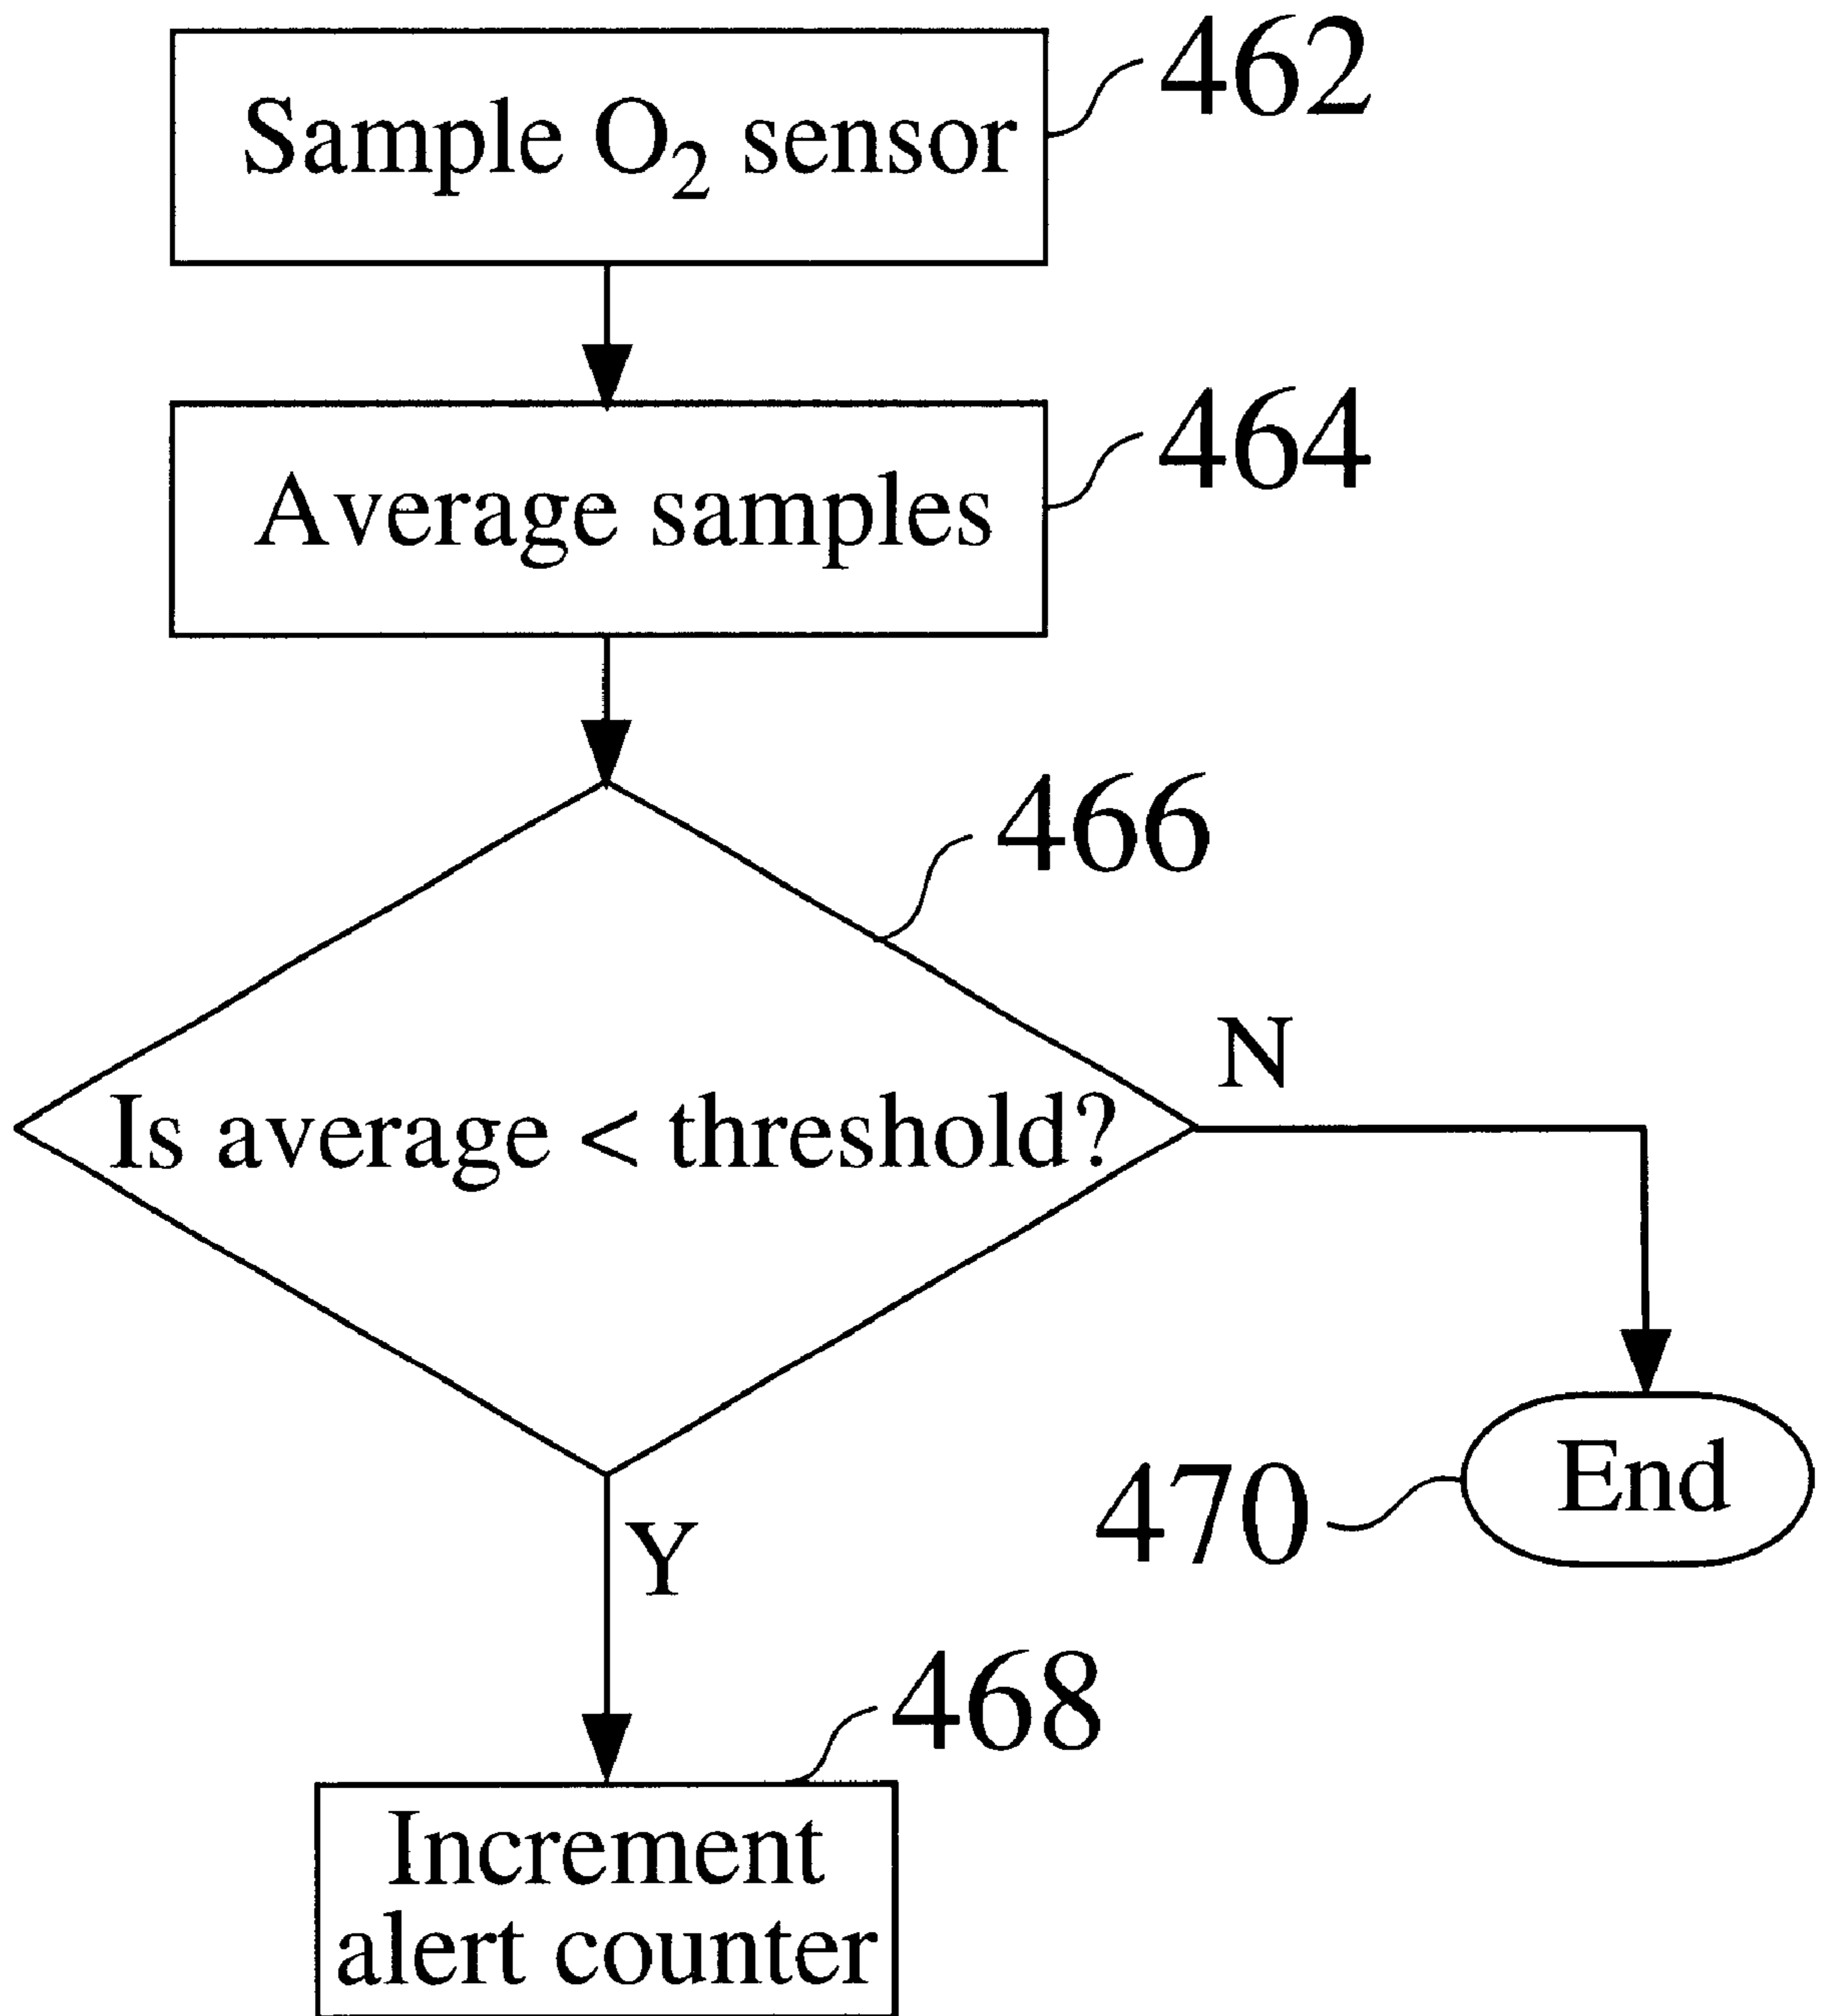 Sample O₂ sensor
462
Average samples
464
466
Is average < threshold?
N
Y
470
End
468
Increment
alert counter